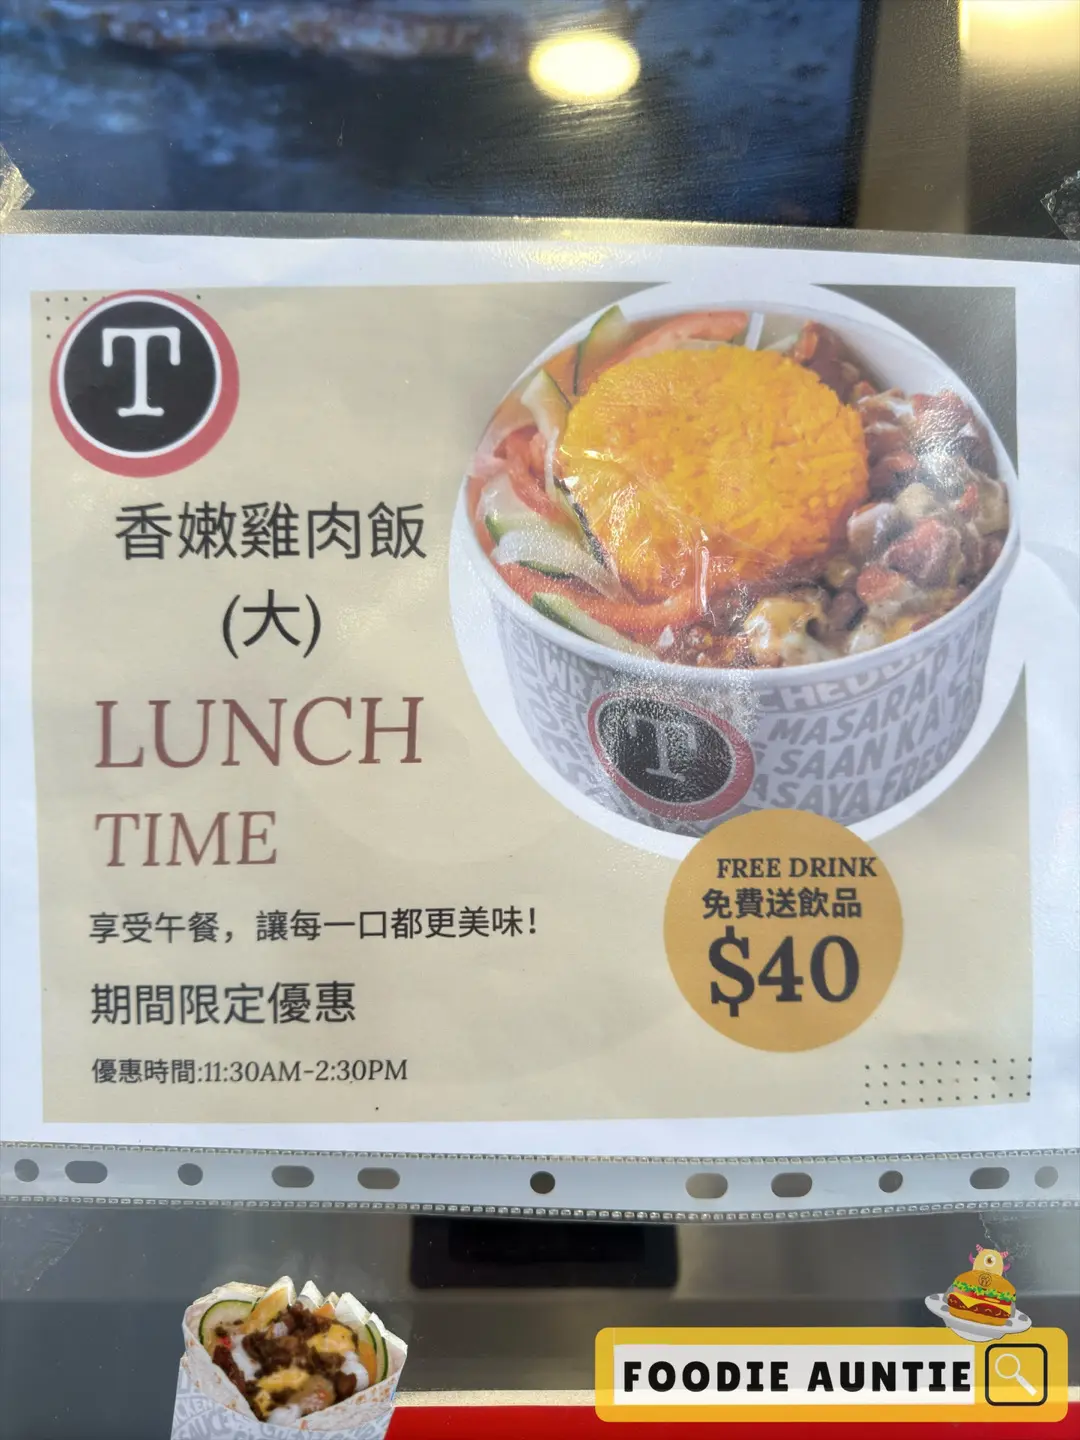 T
香嫩雞肉飯
(大)
LUNCH
TIME
享受午餐，讓每一口都更美味！
期間限定優惠
優惠時間:11:30AM-2:30PM
T
MASARAP
SAAN KA
FREE DRINK
免費送飲品
$40
FOODIE AUNTIE